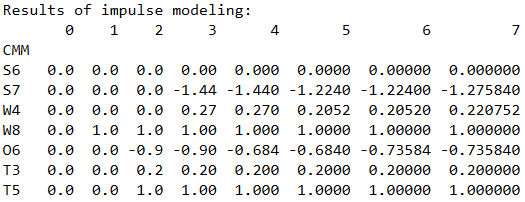 Results of impulse modeling:
0 1 2 3 4 5 6 7
CMM
S6 0.0 0.0 0.0 0.00 0.000 0.0000 0.00000 0.000000
S7 0.0 0.0 0.0 -1.44 -1.440 -1.2240 -1.22400 -1.275840
W4 0.0 0.0 0.0 0.27 0.270 0.2052 0.20520 0.220752
W8 0.0 1.0 1.0 1.00 1.000 1.0000 1.00000 1.000000
O6 0.0 0.0 -0.9 -0.90 -0.684 -0.6840 -0.73584 -0.735840
T3 0.0 0.0 0.2 0.20 0.200 0.2000 0.20000 0.200000
T5 0.0 0.0 1.0 1.00 1.000 1.0000 1.00000 1.000000